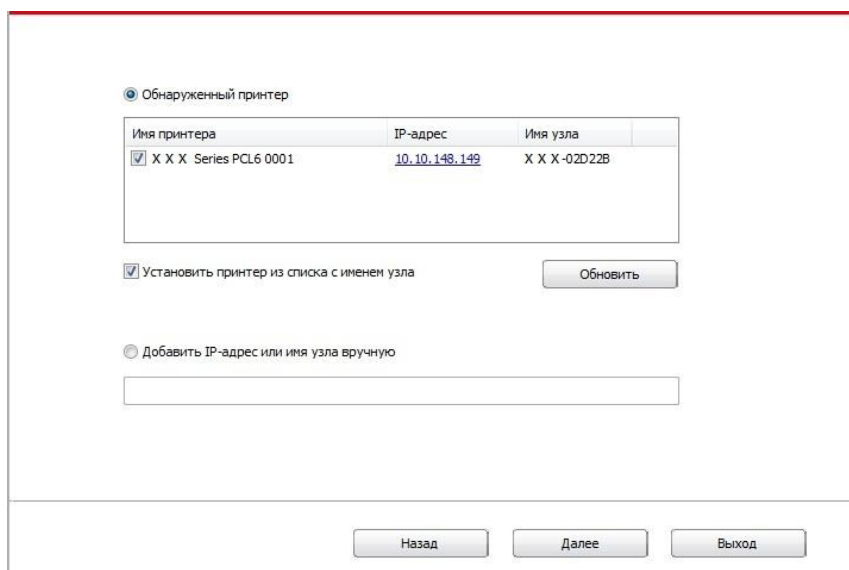 Обнаруженный принтер
Имя принтера IP-адрес Имя узла
X X X Series PCL6 0001 10.10.148.149 X X X-02D22B
Установить принтер из списка с именем узла Обновить
Добавить IP-адрес или имя узла вручную
Назад Далее Выход